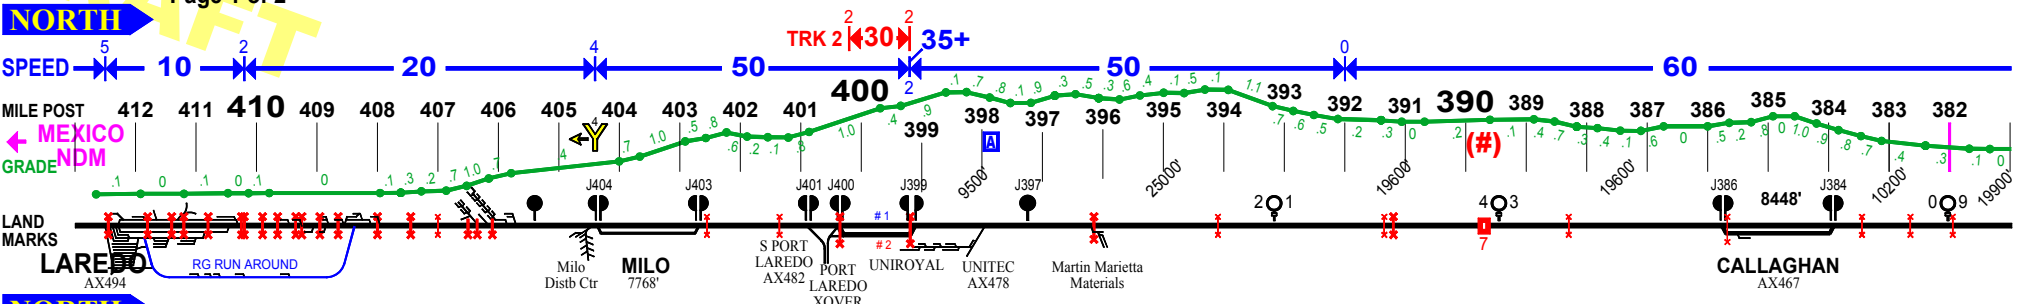 Page 1 of 2
DRAFT
NORTH
2 2
TRK 2 30 35+
5 2 4 0
SPEED 10 20 50 50 60
2
MILE POST 412 411 410 409 408 407 406 405 404 403 402 401 400 399 398 397 396 395 394 393 392 391 390 389 388 387 386 385 384 383 382
.1 .7 .8 .1 .9 .3 .5 .3 .6 .4 .1 .5 .1 1.1
← MEXICO
NDM
4
Y
A
(#)
GRADE .1 0 .1 0 .1 0 .1 .3 .2 .7 1.0 .7 .4 .7 1.0 .5 .8 .6 .2 .1 .8 1.0 .4 .9
.7 .6 .5 .2 .3 0 .2 .1 .4 .7 .3 .4 .1 .6 0 .5 .2 .8 0 1.0 .9 .8 .7 .4 .3 .1 0
9500' 25000' 19600' 19600' 10200' 19900'
J404 J403 J401 J400 J399 J397 J386 8448' J384
2 1 4 3 0 9
LAND
MARKS
# 1
# 2
7
LAREDO
AX494
RG RUN AROUND
Milo
Distb Ctr
MILO
7768'
S PORT
LAREDO
AX482
PORT
LAREDO
XOVER
UNIROYAL
UNITEC
AX478
Martin Marietta
Materials
CALLAGHAN
AX467